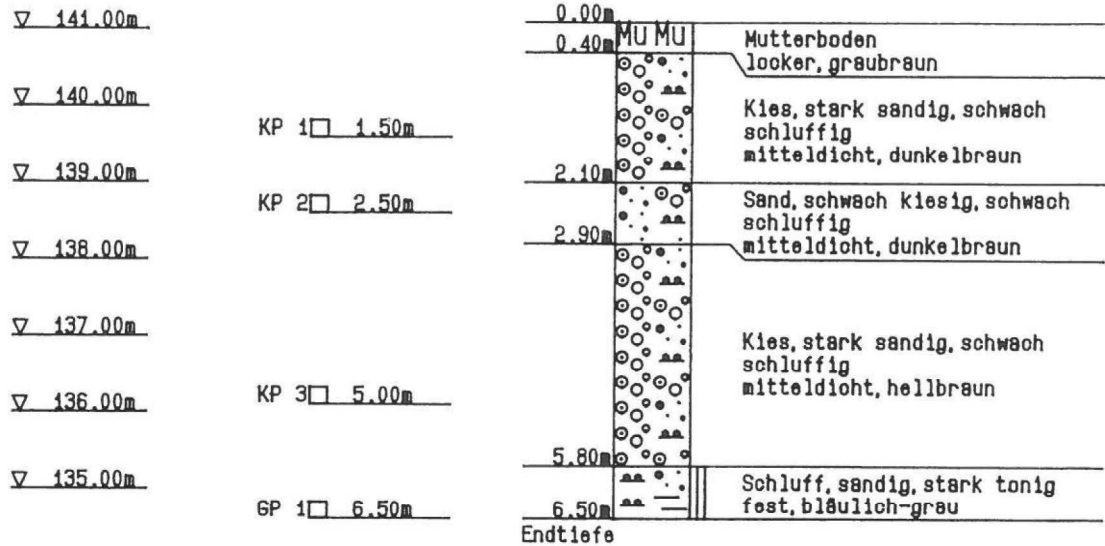 141.00m
140.00m
139.00m
138.00m
137.00m
136.00m
135.00m
KP 1 1.50m
KP 2 2.50m
KP 3 5.00m
GP 1 6.50m
0.00m
0.40m
2.10m
2.90m
5.80m
6.50m
Endtiefe
Mu Mu
Mutterboden
locker, graubraun
Kies, stark sandig, schwach
schluffig
mitteldicht, dunkelbraun
Sand, schwach kiesig, schwach
schluffig
mitteldicht, dunkelbraun
Kies, stark sandig, schwach
schluffig
mitteldicht, hellbraun
Schluff, sandig, stark tonig
fest, bläulich-grau